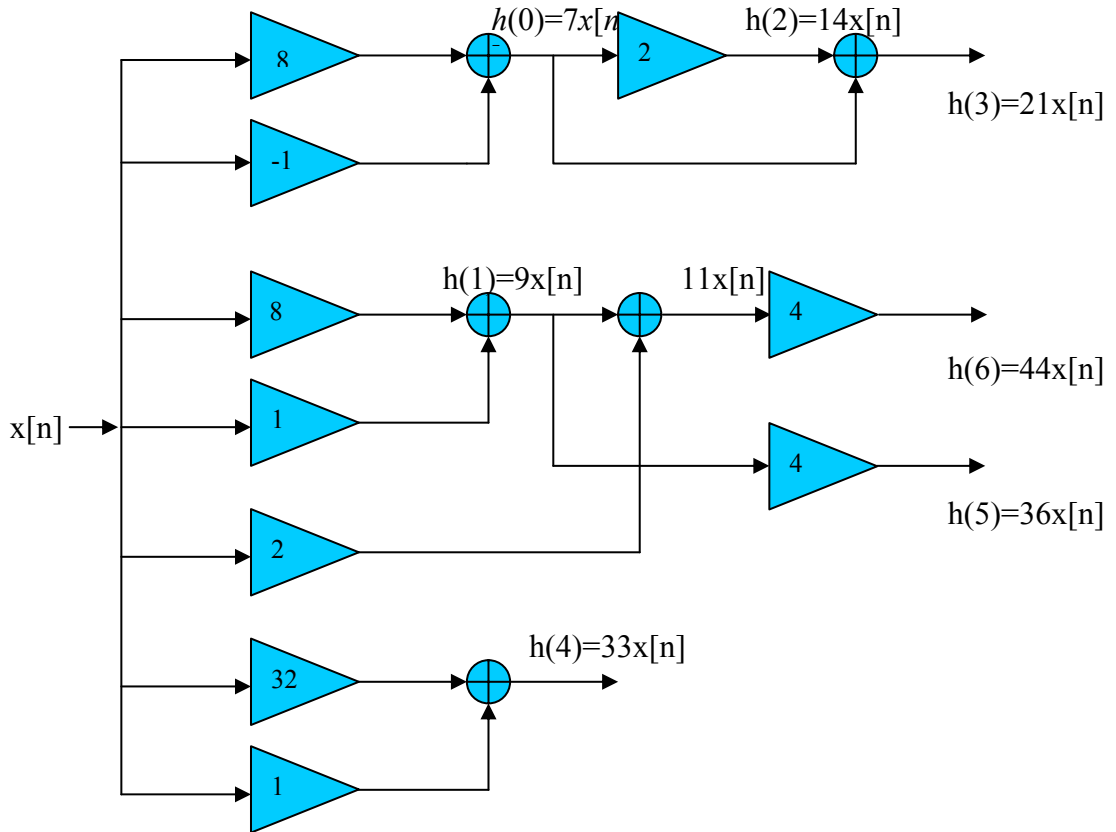 h(0)=7x[n
h(2)=14x[n]
8
-
2
h(3)=21x[n]
-1
h(1)=9x[n]
11x[n]
8
4
h(6)=44x[n]
1
x[n]
4
h(5)=36x[n]
2
h(4)=33x[n]
32
1